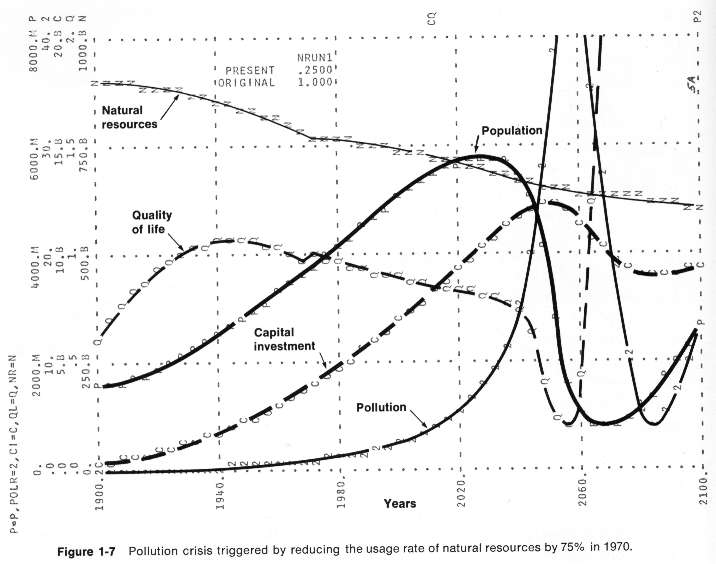 8000.M P
40. 2
20.B C
2. Q
1000.B N
CQ
P2
5A
NRUN1
PRESENT .2500
ORIGINAL 1.000
Natural
resources
6000.M
30.
15.B
1.5
750.B
Population
Quality
of life
4000.M
20.
10.B
1.
500.B
Capital
investment
2000.M
10.
5.B
.5
250.B
Pollution
0.
.0
.0
.0
0.
P=P,POLR=2,CI=C,QL=Q,NR=N
1900.
1940.
1980.
2020.
2060.
2100.
Years
Figure 1-7 Pollution crisis triggered by reducing the usage rate of natural resources by 75% in 1970.